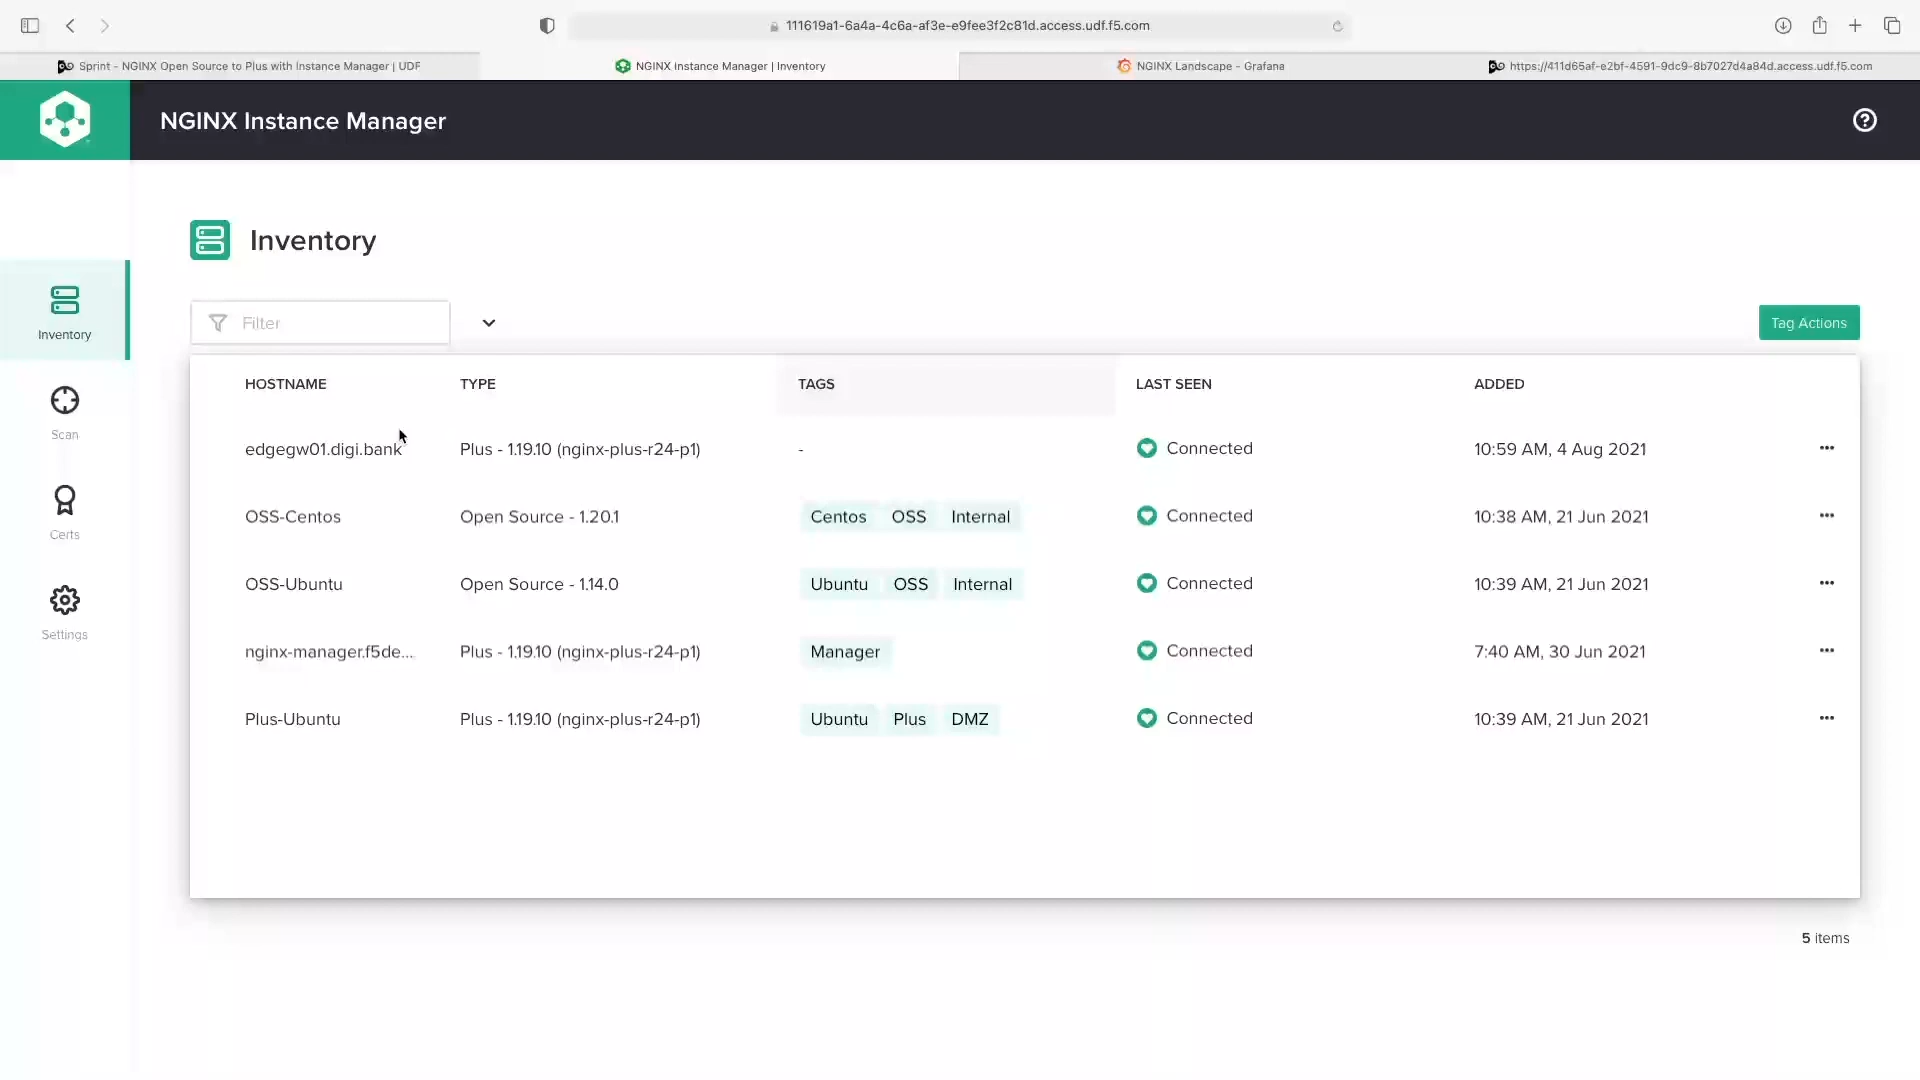 111619a1-6a4a-4c6a-af3e-e9fee3f2c81d.access.udf.f5.com
Sprint - NGINX Open Source to Plus with Instance Manager | UDF
NGINX Instance Manager | Inventory
NGINX Landscape - Grafana
https://411d65af-e2bf-4591-9dc9-8b7027d4a84d.access.udf.f5.com
NGINX Instance Manager
Inventory
Inventory
Scan
Certs
Settings
Filter
Tag Actions
HOSTNAME TYPE TAGS LAST SEEN ADDED
edgegw01.digi.bank Plus - 1.19.10 (nginx-plus-r24-p1) - Connected 10:59 AM, 4 Aug 2021 ...
OSS-Centos Open Source - 1.20.1 Centos OSS Internal Connected 10:38 AM, 21 Jun 2021 ...
OSS-Ubuntu Open Source - 1.14.0 Ubuntu OSS Internal Connected 10:39 AM, 21 Jun 2021 ...
nginx-manager.f5de... Plus - 1.19.10 (nginx-plus-r24-p1) Manager Connected 7:40 AM, 30 Jun 2021 ...
Plus-Ubuntu Plus - 1.19.10 (nginx-plus-r24-p1) Ubuntu Plus DMZ Connected 10:39 AM, 21 Jun 2021 ...
5 items